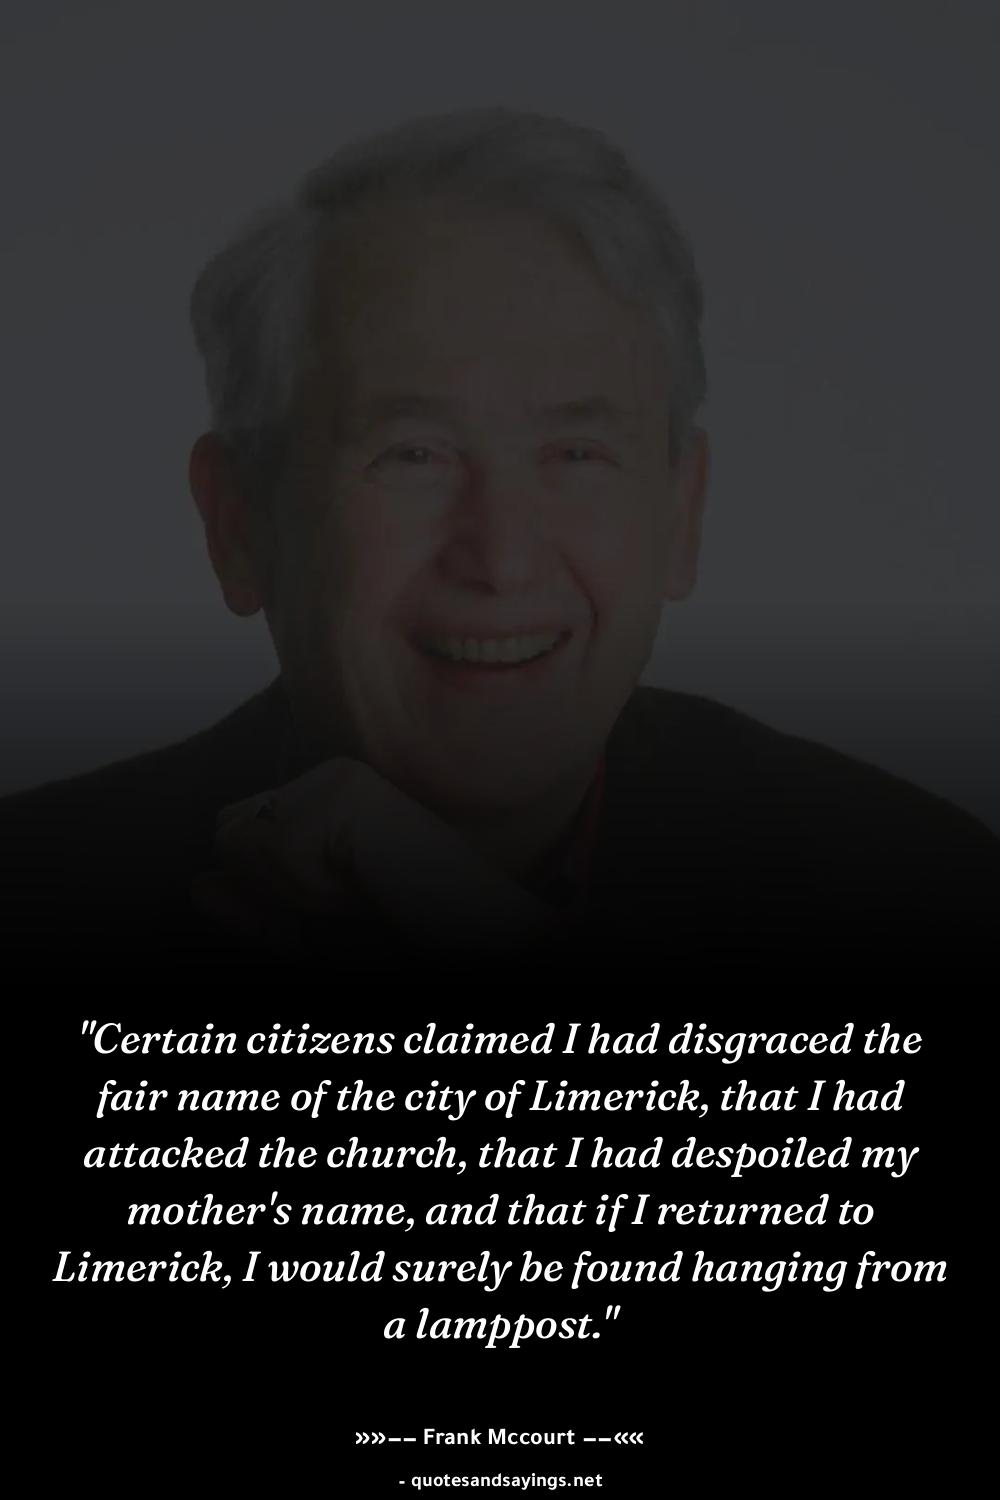 "Certain citizens claimed I had disgraced the
fair name of the city of Limerick, that I had
attacked the church, that I had despoiled my
mother's name, and that if I returned to
Limerick, I would surely be found hanging from
a lamppost."
»»–– Frank Mccourt ––««
- quotesandsayings.net